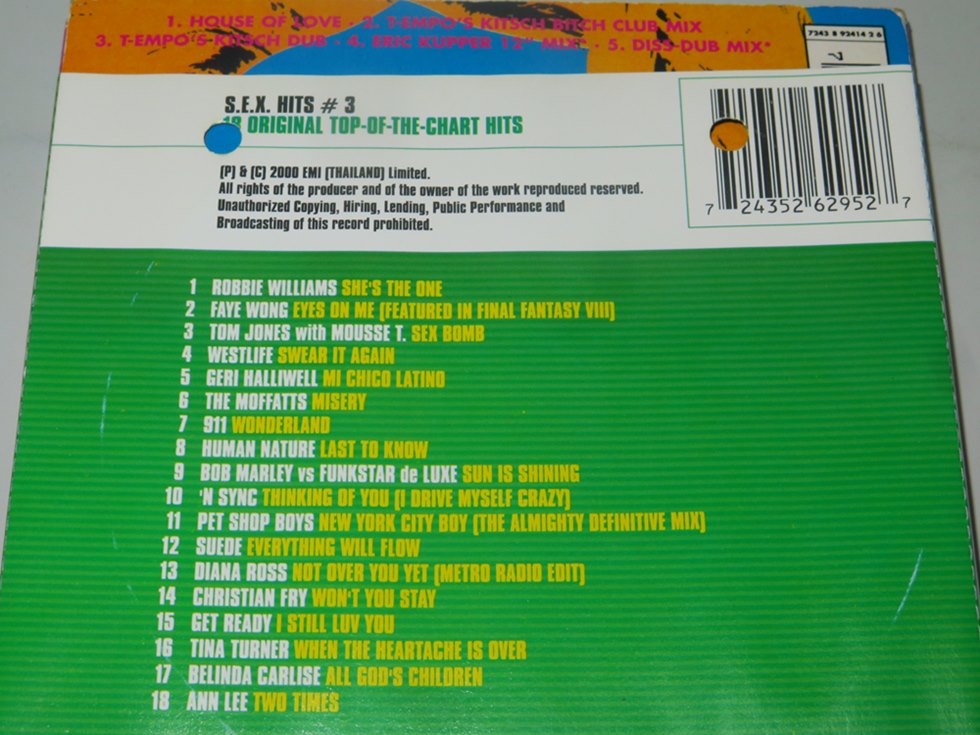 1. HOUSE OF LOVE · 2. T-EMPO'S KITSCH BITCH CLUB MIX
3. T-EMPO'S KITSCH DUB · 4. ERIC KUPPER 12" MIX* · 5. DISS-DUB MIX*
7243 8 92414 2 6
S.E.X. HITS # 3
18 ORIGINAL TOP-OF-THE-CHART HITS
(P) & (C) 2000 EMI (THAILAND) Limited.
All rights of the producer and of the owner of the work reproduced reserved.
Unauthorized Copying, Hiring, Lending, Public Performance and
Broadcasting of this record prohibited.
7 24352 62952 7
1 ROBBIE WILLIAMS SHE'S THE ONE
2 FAYE WONG EYES ON ME (FEATURED IN FINAL FANTASY VIII)
3 TOM JONES with MOUSSE T. SEX BOMB
4 WESTLIFE SWEAR IT AGAIN
5 GERI HALLIWELL MI CHICO LATINO
6 THE MOFFATTS MISERY
7 911 WONDERLAND
8 HUMAN NATURE LAST TO KNOW
9 BOB MARLEY vs FUNKSTAR de LUXE SUN IS SHINING
10 'N SYNC THINKING OF YOU (I DRIVE MYSELF CRAZY)
11 PET SHOP BOYS NEW YORK CITY BOY (THE ALMIGHTY DEFINITIVE MIX)
12 SUEDE EVERYTHING WILL FLOW
13 DIANA ROSS NOT OVER YOU YET (METRO RADIO EDIT)
14 CHRISTIAN FRY WON'T YOU STAY
15 GET READY I STILL LUV YOU
16 TINA TURNER WHEN THE HEARTACHE IS OVER
17 BELINDA CARLISE ALL GOD'S CHILDREN
18 ANN LEE TWO TIMES